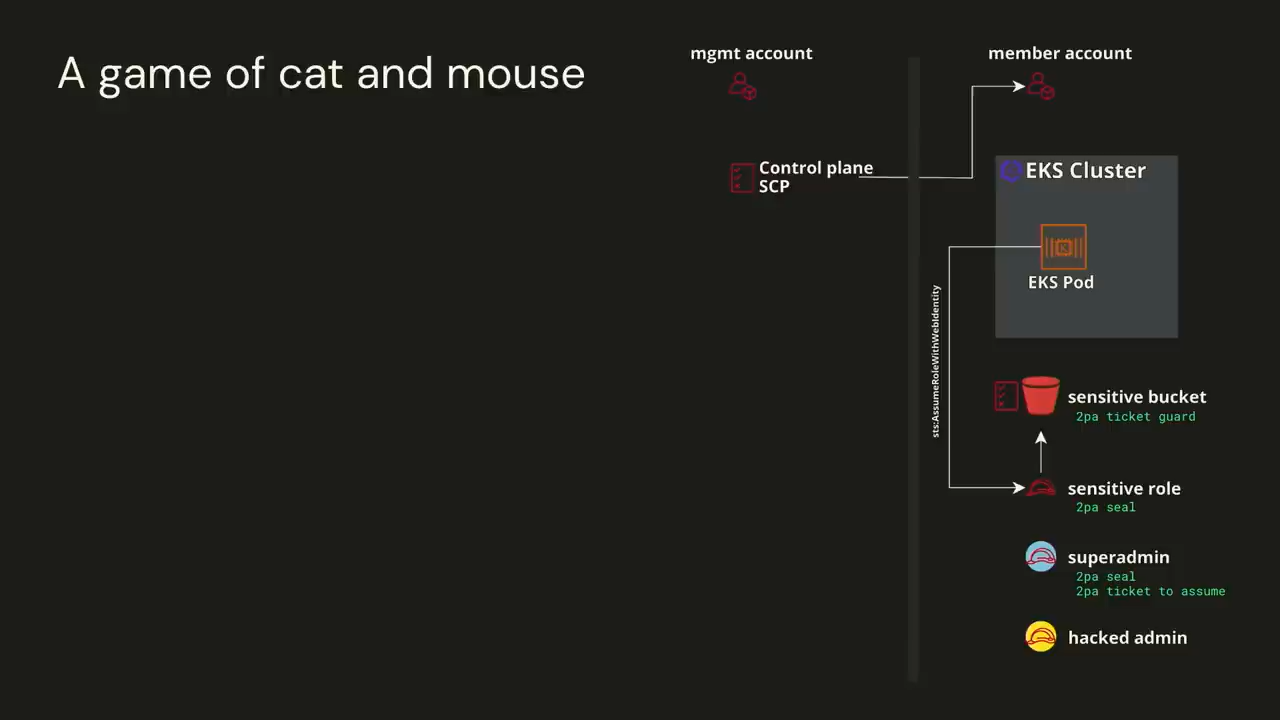 A game of cat and mouse
mgmt account
member account
Control plane
SCP
EKS Cluster
EKS Pod
sts:AssumeRoleWithWebIdentity
sensitive bucket
2pa ticket guard
sensitive role
2pa seal
superadmin
2pa seal
2pa ticket to assume
hacked admin